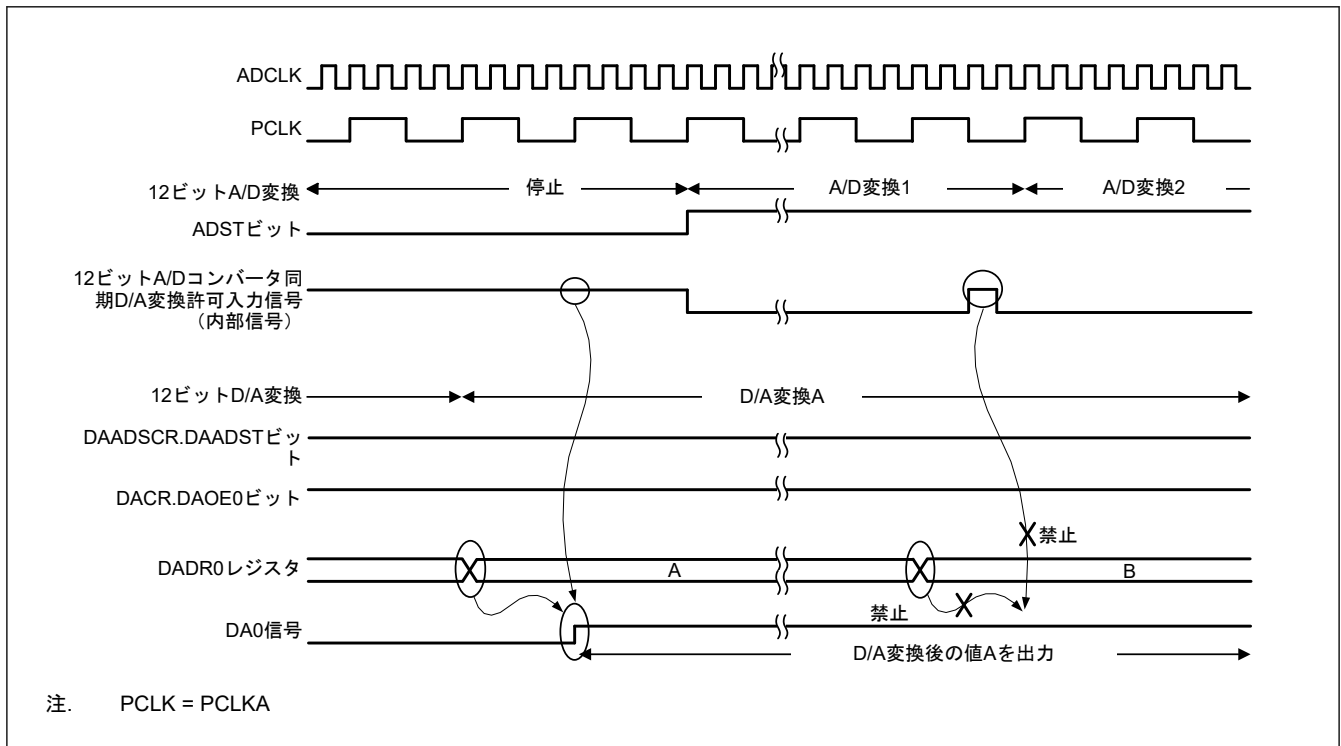 ADCLK
PCLK
12ビットA/D変換
停止
A/D変換1
A/D変換2
ADSTビット
12ビットA/Dコンバータ同
期D/A変換許可入力信号
（内部信号）
12ビットD/A変換
D/A変換A
DAADSCR.DAADSTビッ
ト
DACR.DAOE0ビット
禁止
DADR0レジスタ
A
B
禁止
DA0信号
D/A変換後の値Aを出力
注. PCLK = PCLKA